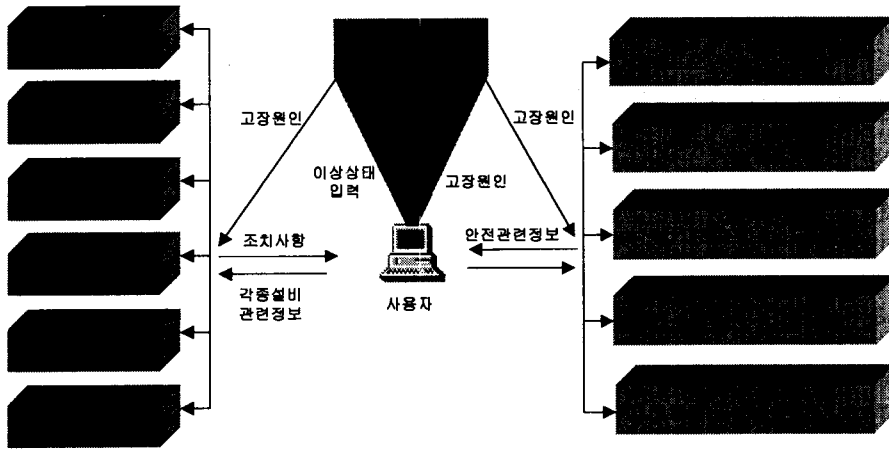 고장원인
고장원인
이상상태
입력
고장원인
조치사항
안전관련정보
각종설비
관련정보
사용자